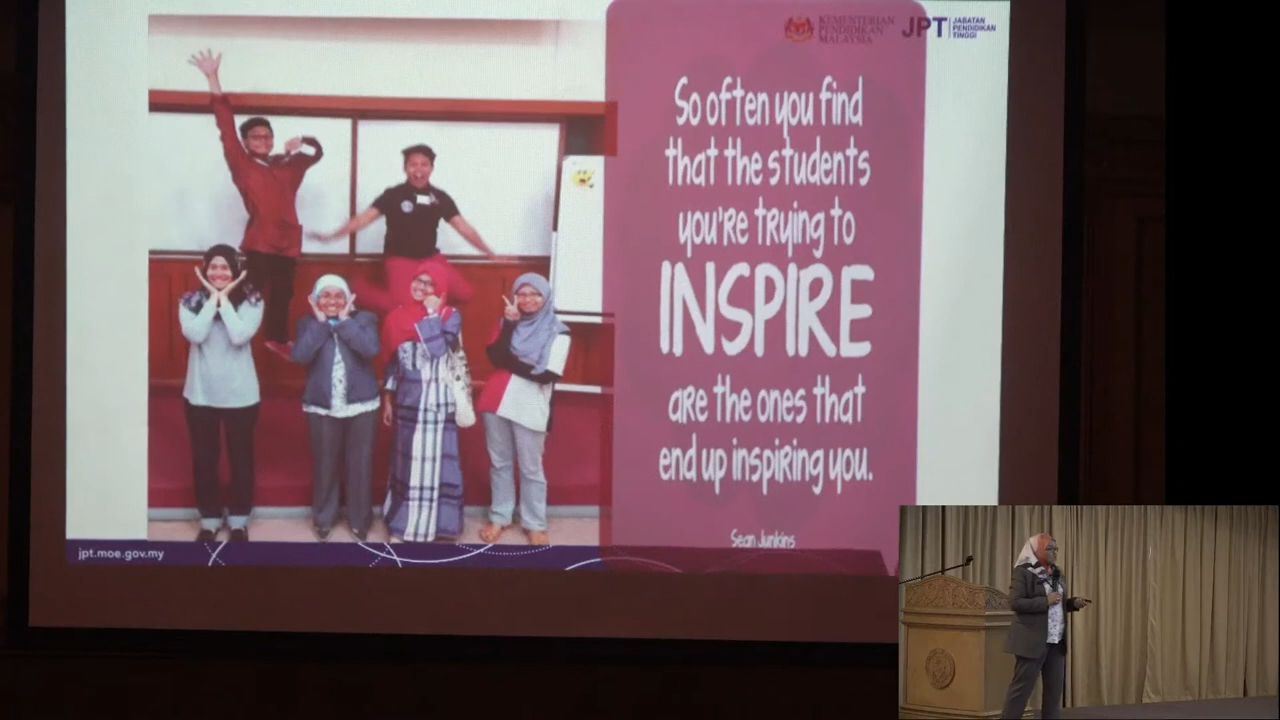 KEMENTERIAN
PENDIDIKAN
MALAYSIA
JPT
JABATAN
PENDIDIKAN
TINGGI
So often you find
that the students
you're trying to
INSPIRE
are the ones that
end up inspiring you.
Sean Junkins
jpt.moe.gov.my